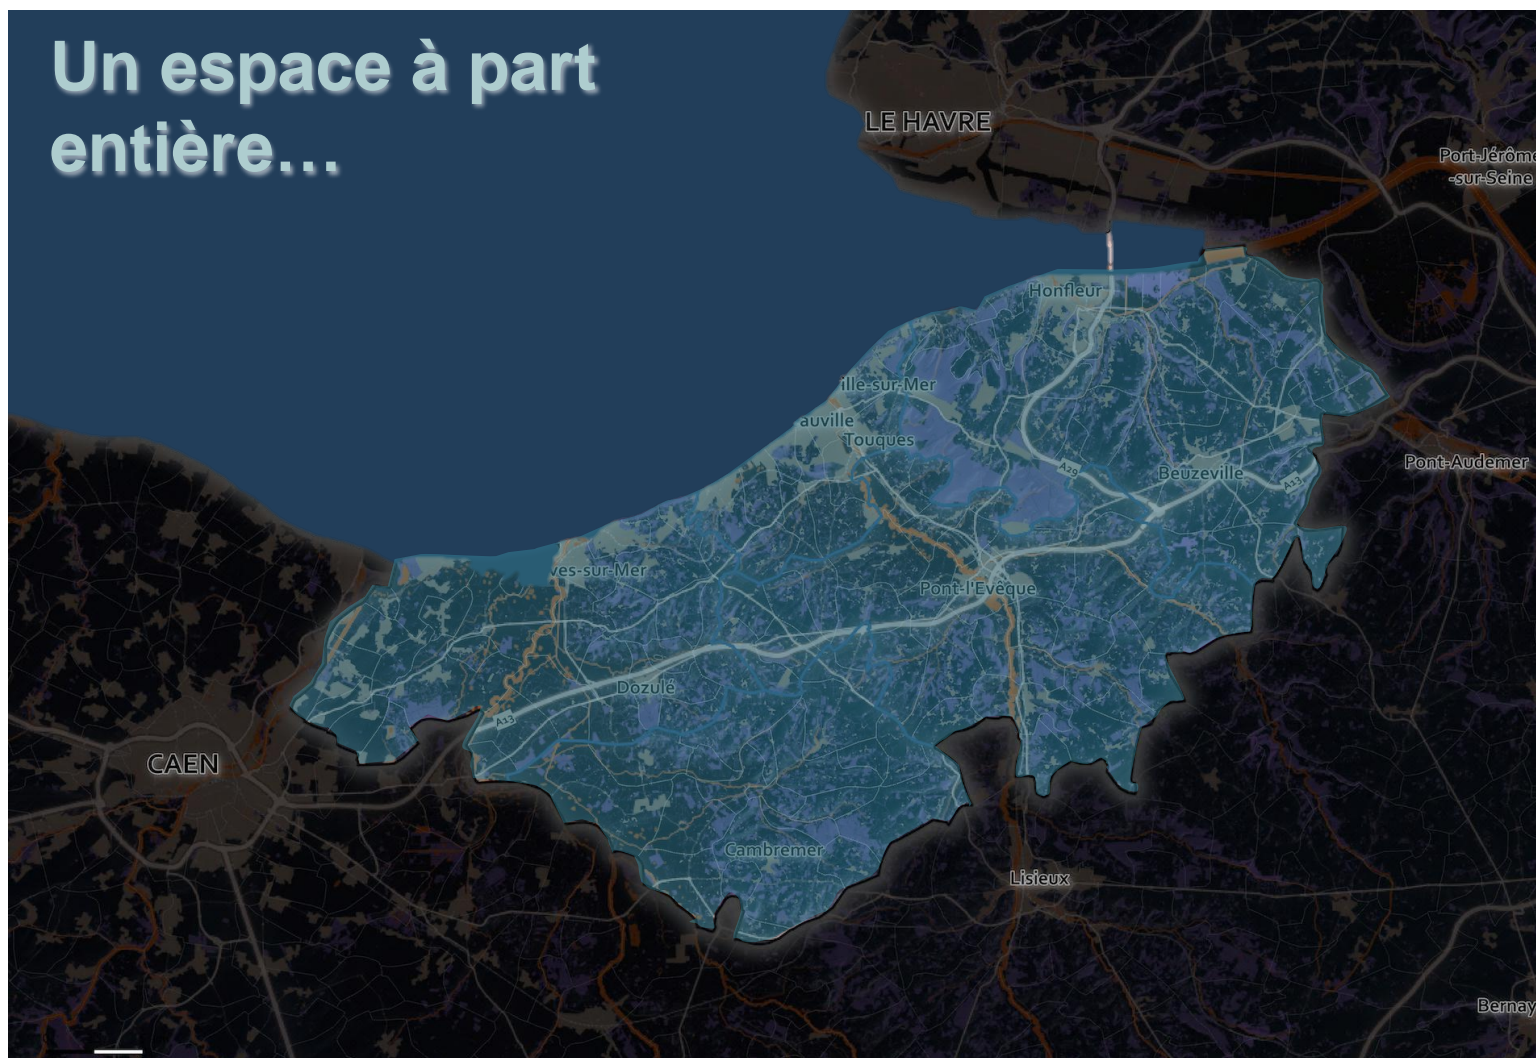 Un espace à part
entière…
LE HAVRE
Port-Jérôme
-sur-Seine
Honfleur
ille-sur-Mer
auville
Touques
A29
Beuzeville
A13
Pont-Audemer
ves-sur-Mer
Pont-l'Evêque
Dozulé
A13
CAEN
Cambremer
Lisieux
Bernay